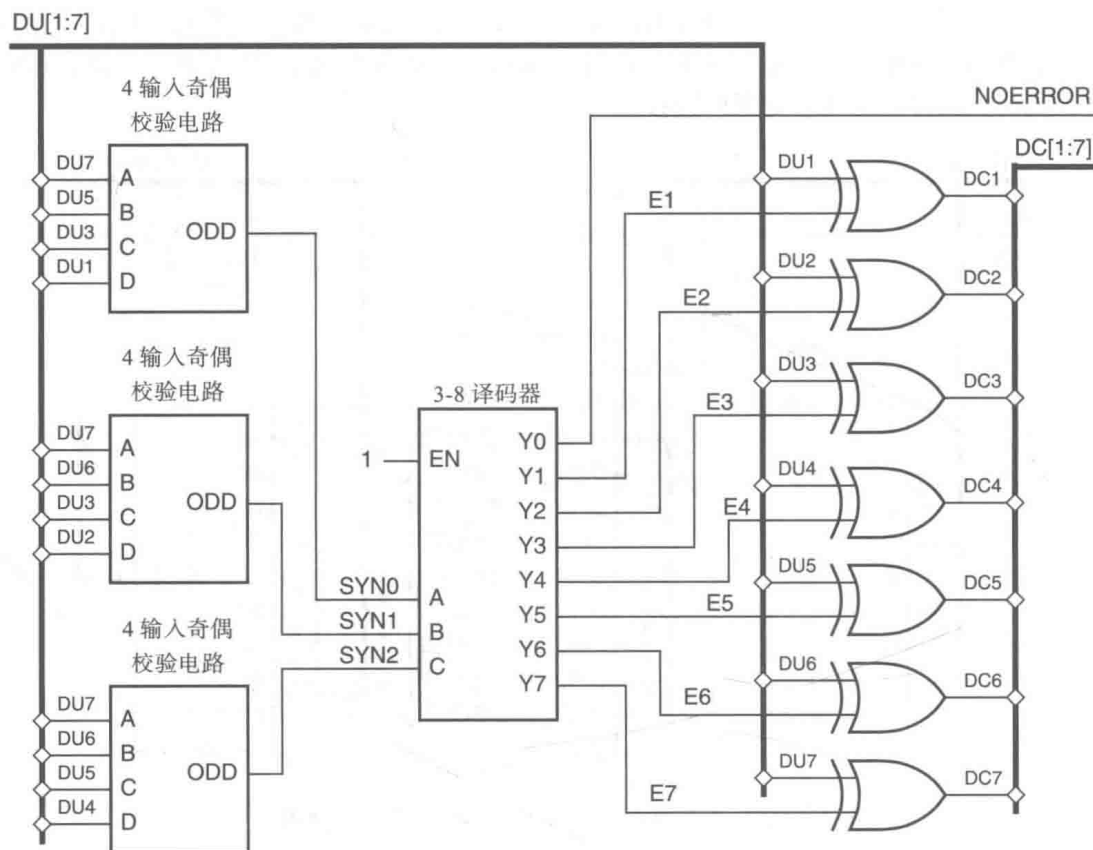 DU[1:7]
4 输入奇偶
校验电路
DU7
DU5
DU3
DU1
A
B
C
D
ODD
4 输入奇偶
校验电路
DU7
DU6
DU3
DU2
A
B
C
D
ODD
4 输入奇偶
校验电路
DU7
DU6
DU5
DU4
A
B
C
D
ODD
SYN0
SYN1
SYN2
3-8 译码器
1
EN
A
B
C
Y0
Y1
Y2
Y3
Y4
Y5
Y6
Y7
NOERROR
DC[1:7]
DU1
E1
DC1
DU2
E2
DC2
DU3
E3
DC3
DU4
E4
DC4
DU5
E5
DC5
DU6
E6
DC6
DU7
E7
DC7